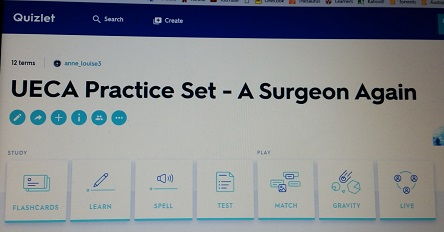 Quizlet
Search
Create
12 terms
anne_louise3
UECA Practice Set - A Surgeon Again
STUDY
PLAY
FLASHCARDS
LEARN
SPELL
TEST
MATCH
GRAVITY
LIVE